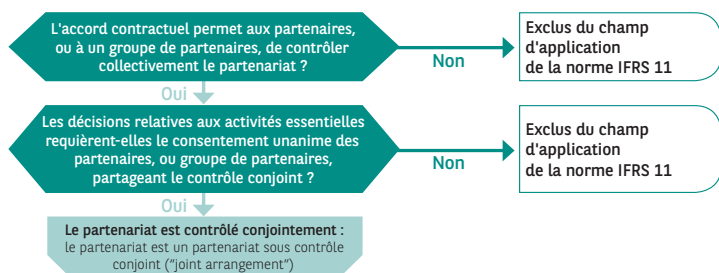 L'accord contractuel permet aux partenaires,
ou à un groupe de partenaires, de contrôler
collectivement le partenariat ?
Non
Exclus du champ
d'application
de la norme IFRS 11
Oui
Les décisions relatives aux activités essentielles
requièrent-elles le consentement unanime des
partenaires, ou groupe de partenaires,
partageant le contrôle conjoint ?
Non
Exclus du champ
d'application
de la norme IFRS 11
Oui
Le partenariat est contrôlé conjointement :
le partenariat est un partenariat sous contrôle
conjoint ("joint arrangement")